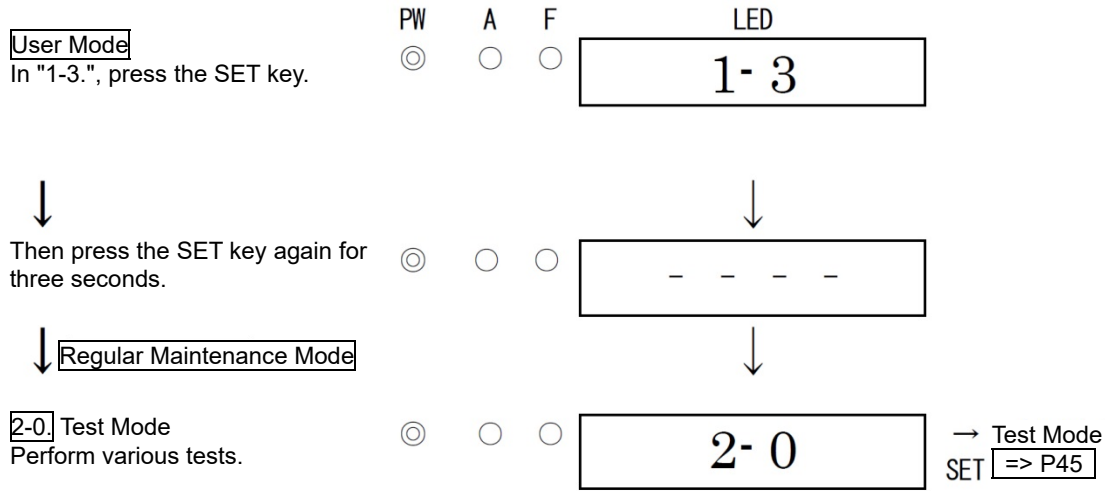 PW A F LED
User Mode
In "1-3.", press the SET key.
1- 3
Then press the SET key again for
three seconds.
– – – –
Regular Maintenance Mode
2-0. Test Mode
Perform various tests.
2- 0
→ Test Mode
SET => P45